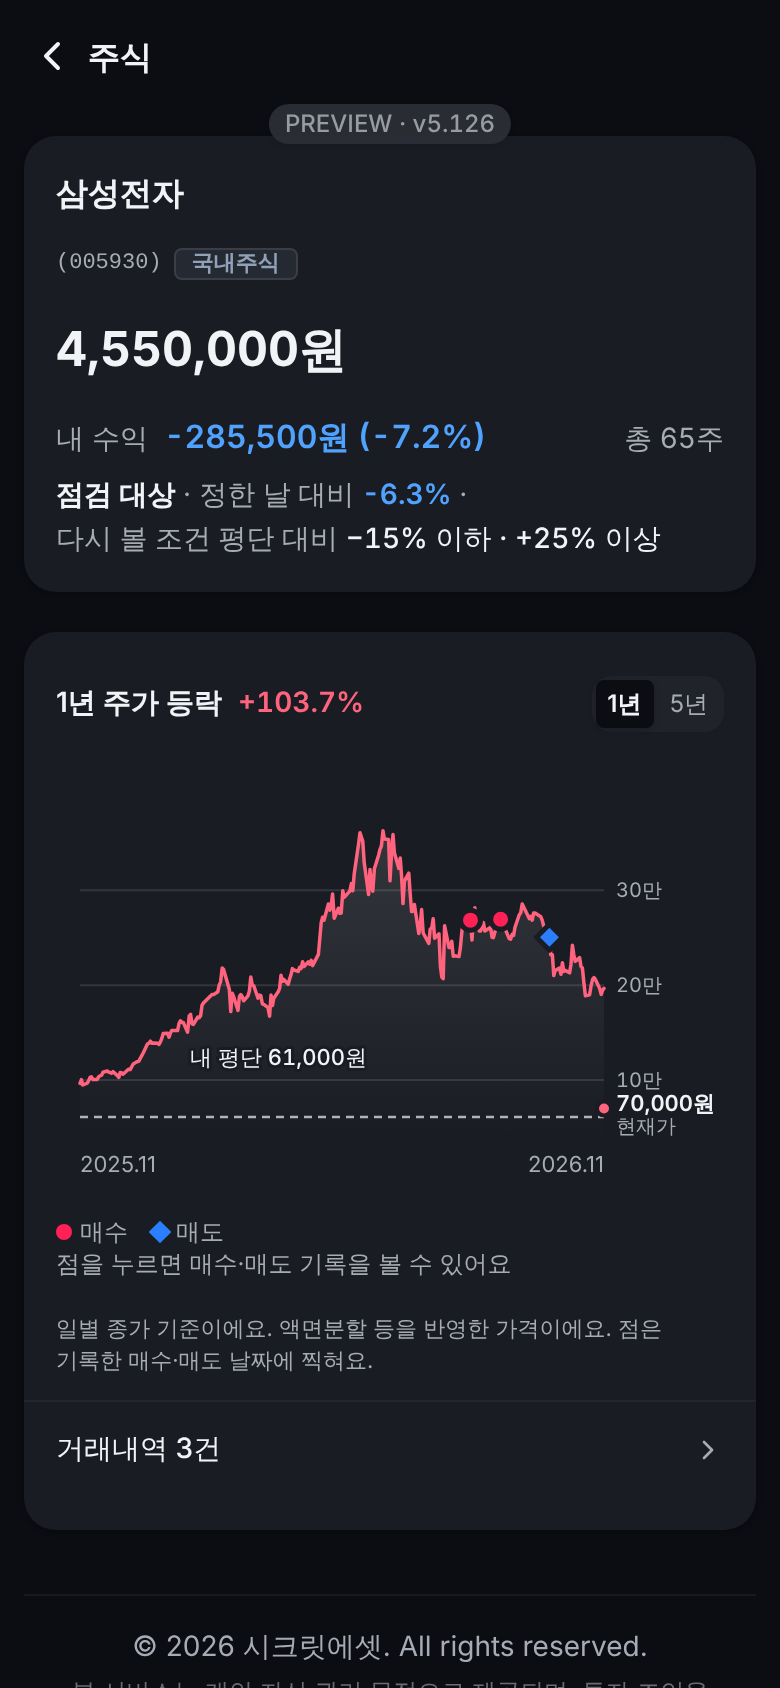 주식
PREVIEW · v5.126
삼성전자
(005930) 국내주식
4,550,000원
내 수익 -285,500원 (-7.2%) 총 65주
점검 대상 · 정한 날 대비 -6.3% ·
다시 볼 조건 평단 대비 −15% 이하 · +25% 이상
1년 주가 등락 +103.7% 1년 5년
30만
20만
내 평단 61,000원
10만
70,000원
현재가
2025.11 2026.11
매수 매도
점을 누르면 매수·매도 기록을 볼 수 있어요
일별 종가 기준이에요. 액면분할 등을 반영한 가격이에요. 점은
기록한 매수·매도 날짜에 찍혀요.
거래내역 3건
© 2026 시크릿에셋. All rights reserved.